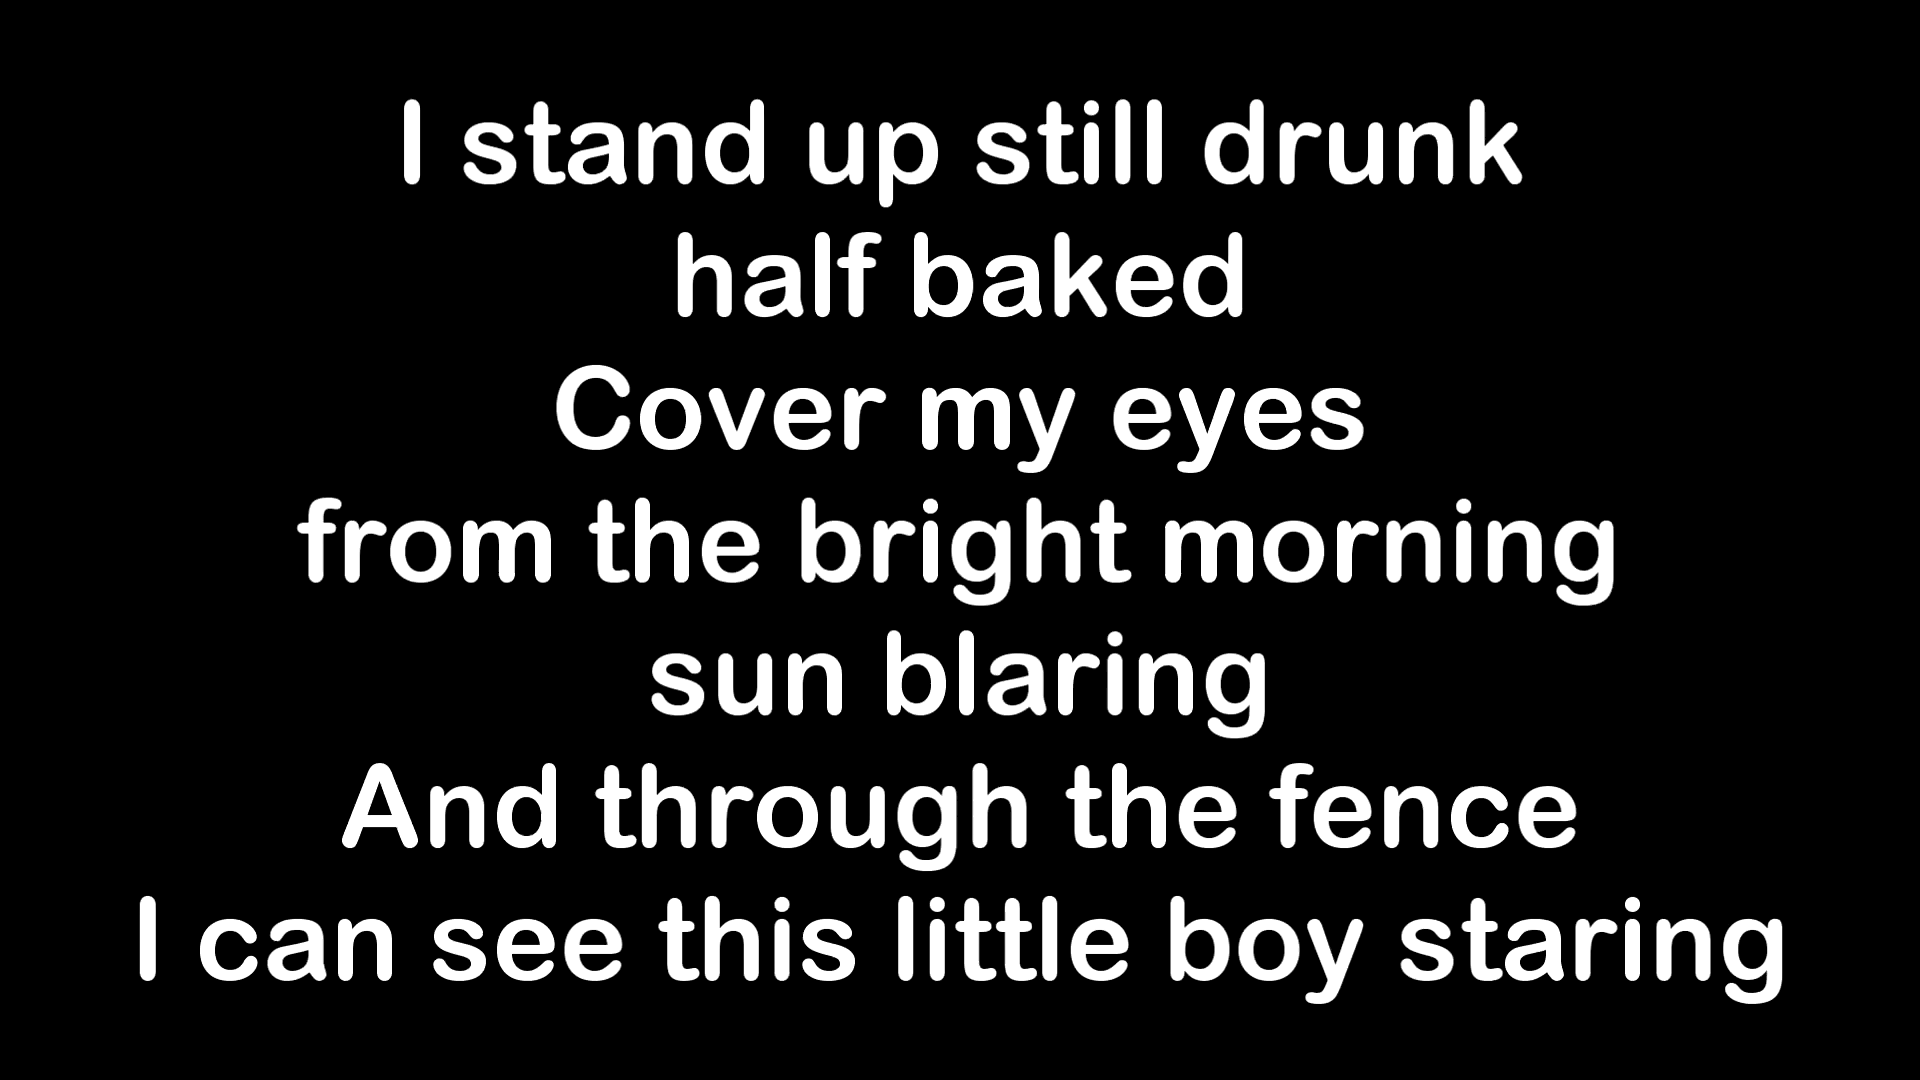 I stand up still drunk
half baked
Cover my eyes
from the bright morning
sun blaring
And through the fence
I can see this little boy staring